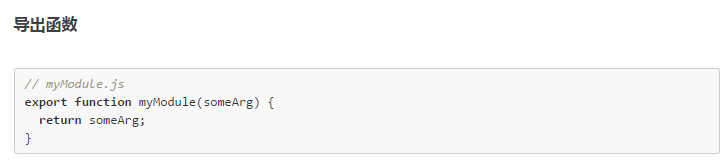 导出函数
// myModule.js
export function myModule(someArg) {
  return someArg;
}